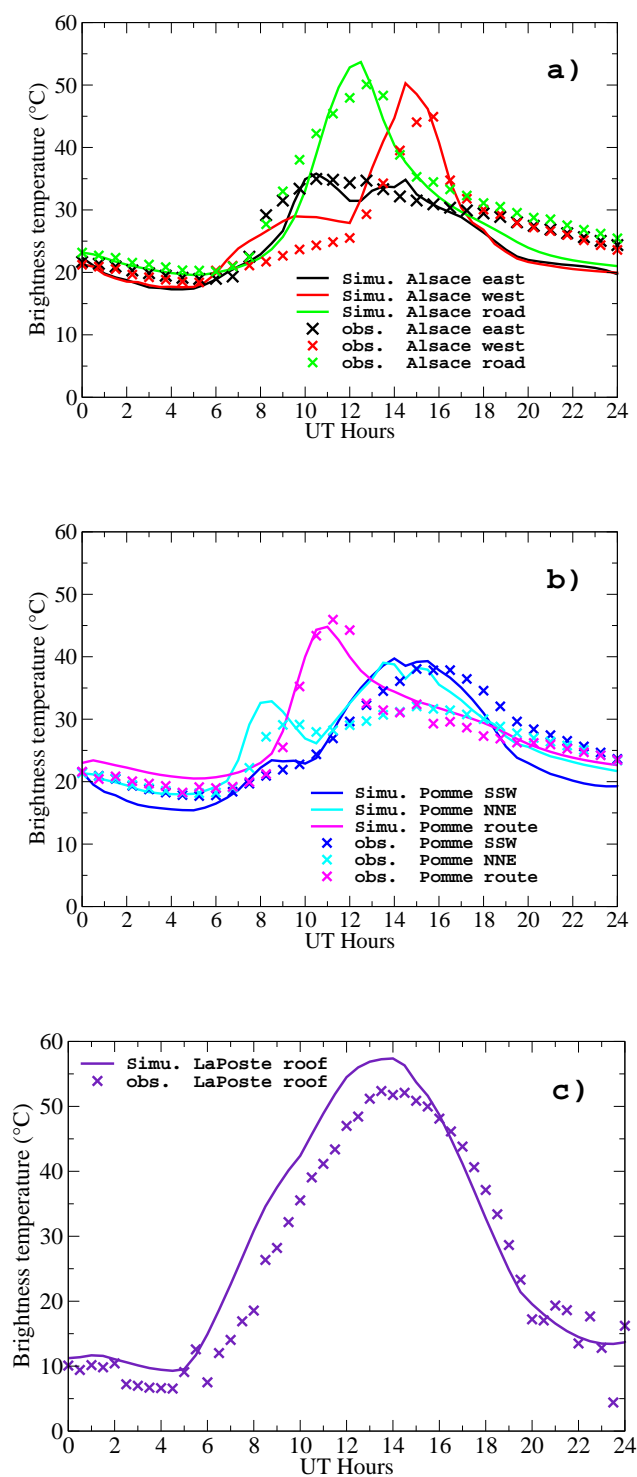 60
a)
50
40
30
20
10
0
Brightness temperature (°C)
Simu. Alsace east
Simu. Alsace west
Simu. Alsace road
obs. Alsace east
obs. Alsace west
obs. Alsace road
0 2 4 6 8 10 12 14 16 18 20 22 24
UT Hours
60
b)
50
40
30
20
10
0
Brightness temperature (°C)
Simu. Pomme SSW
Simu. Pomme NNE
Simu. Pomme route
obs. Pomme SSW
obs. Pomme NNE
obs. Pomme route
0 2 4 6 8 10 12 14 16 18 20 22 24
UT Hours
60
Simu. LaPoste roof
obs. LaPoste roof
c)
50
40
30
20
10
0
Brightness temperature (°C)
0 2 4 6 8 10 12 14 16 18 20 22 24
UT Hours